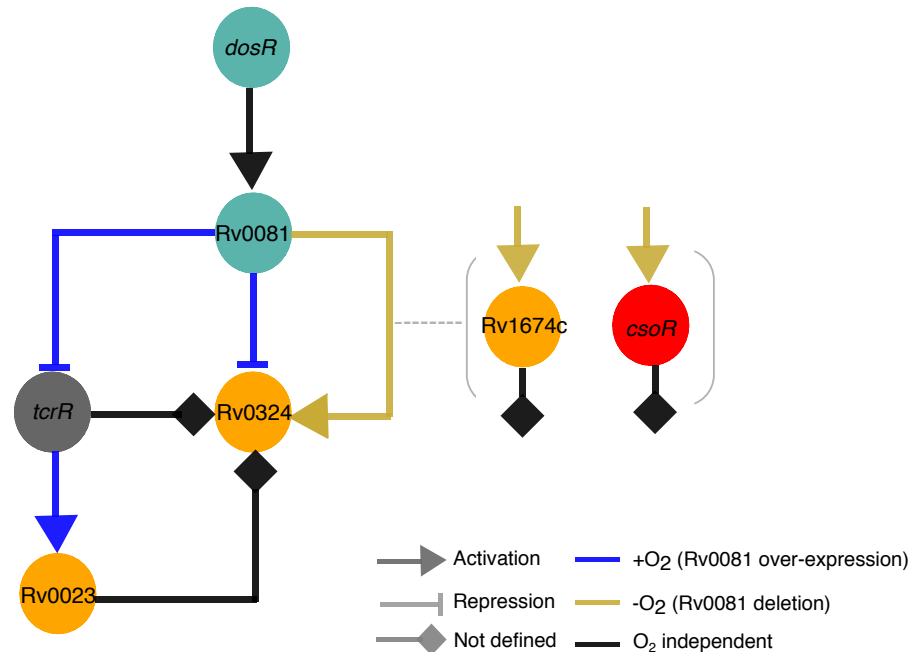 dosR
Rv0081
Rv1674c
csoR
tcrR
Rv0324
Rv0023
Activation
+O2 (Rv0081 over-expression)
Repression
-O2 (Rv0081 deletion)
Not defined
O2 independent